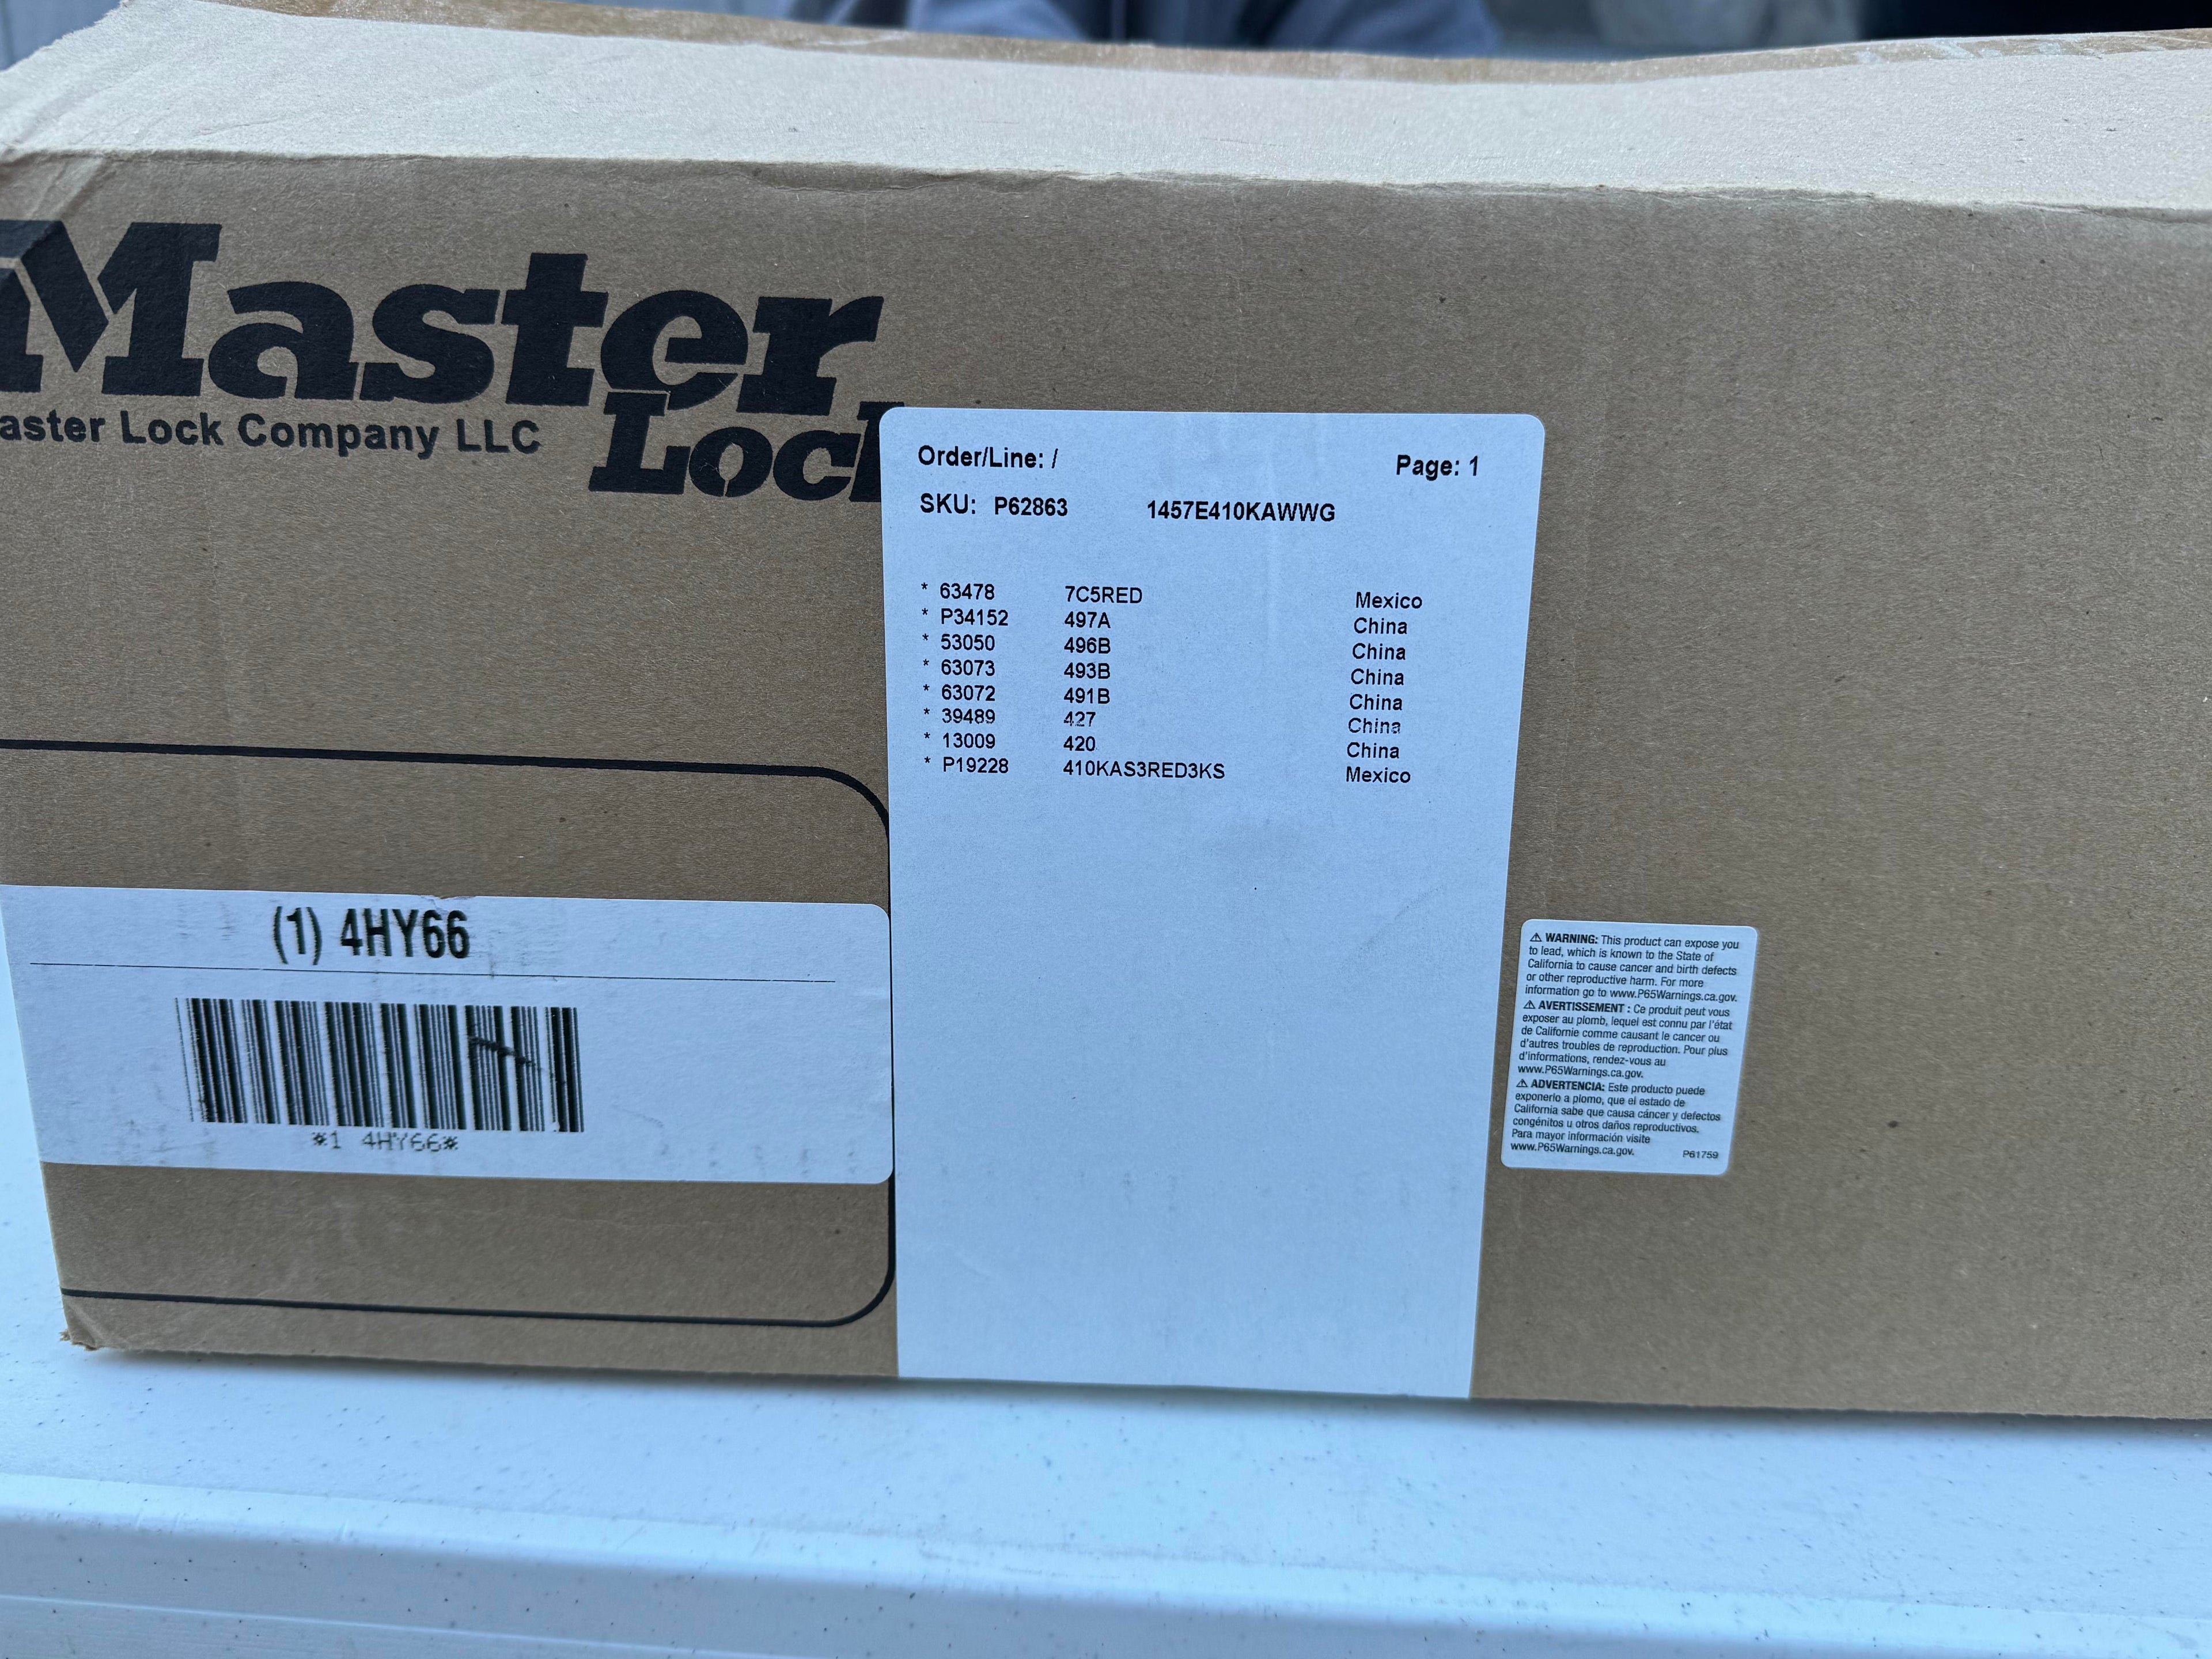 Master
Lock
aster Lock Company LLC
Order/Line: /
Page: 1
SKU: P62863 1457E410KAWWG
* 63478 7C5RED Mexico
* P34152 497A China
* 53050 496B China
* 63073 493B China
* 63072 491B China
* 39489 427 China
* 13009 420 China
* P19228 410KAS3RED3KS Mexico
(1) 4HY66
*1 4HY66*
⚠ WARNING: This product can expose you
to lead, which is known to the State of
California to cause cancer and birth defects
or other reproductive harm. For more
information go to www.P65Warnings.ca.gov.
⚠ AVERTISSEMENT : Ce produit peut vous
exposer au plomb, lequel est connu par l'état
de Californie comme causant le cancer ou
d'autres troubles de reproduction. Pour plus
d'informations, rendez-vous au
www.P65Warnings.ca.gov.
⚠ ADVERTENCIA: Este producto puede
exponerlo a plomo, que el estado de
California sabe que causa cáncer y defectos
congénitos u otros daños reproductivos.
Para mayor información visite
www.P65Warnings.ca.gov. P61759